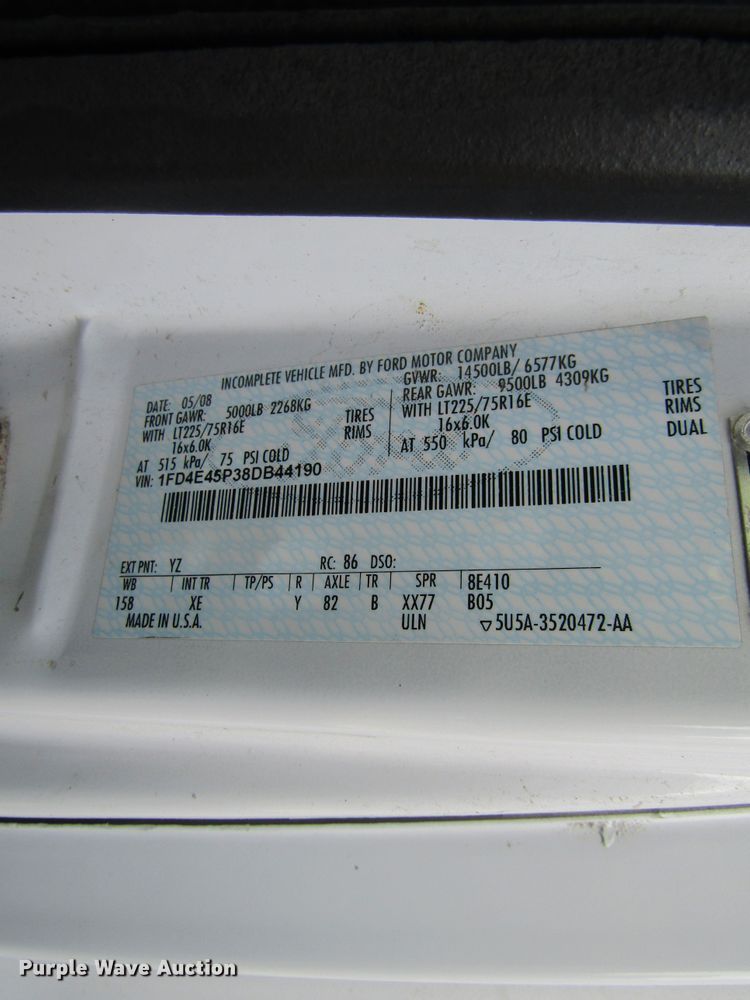 INCOMPLETE VEHICLE MFD. BY FORD MOTOR COMPANY
DATE: 05/08 GVWR: 14500LB/ 6577KG
FRONT GAWR: 5000LB 2268KG REAR GAWR: 9500LB 4309KG
WITH LT225/75R16E TIRES WITH LT225/75R16E TIRES
16x6.0K RIMS 16x6.0K RIMS
AT 515 kPa/ 75 PSI COLD AT 550 kPa/ 80 PSI COLD DUAL
VIN: 1FD4E45P38DB44190
EXT PNT: YZ RC: 86 DSO:
WB INT TR TP/PS R AXLE TR SPR 8E410
158 XE Y 82 B XX77 B05
MADE IN U.S.A. ULN ▽5U5A-3520472-AA
Purple Wave Auction